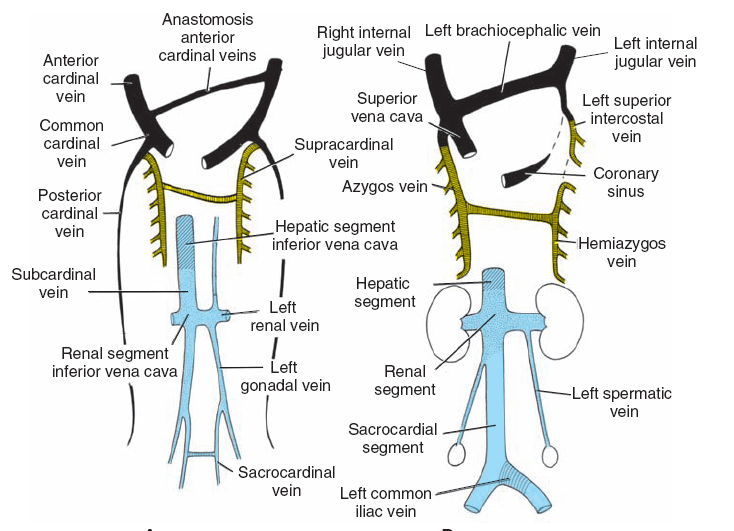 Anastomosis
anterior
cardinal veins
Anterior
cardinal
vein
Common
cardinal
vein
Supracardinal
vein
Posterior
cardinal
vein
Hepatic segment
inferior vena cava
Subcardinal
vein
Left
renal vein
Renal segment
inferior vena cava
Left
gonadal vein
Sacrocardinal
vein
Right internal
jugular vein
Left brachiocephalic vein
Left internal
jugular vein
Superior
vena cava
Left superior
intercostal
vein
Azygos vein
Coronary
sinus
Hemiazygos
vein
Hepatic
segment
Renal
segment
Left spermatic
vein
Sacrocardial
segment
Left common
iliac vein